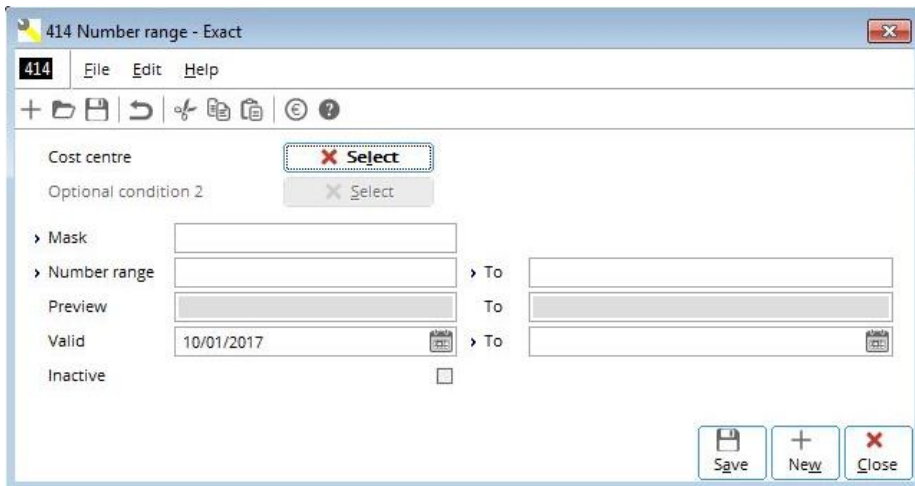 414 Number range - Exact
414 File Edit Help
Cost centre Select
Optional condition 2 Select
Mask
Number range To
Preview To
Valid 10/01/2017 To
Inactive
Save New Close